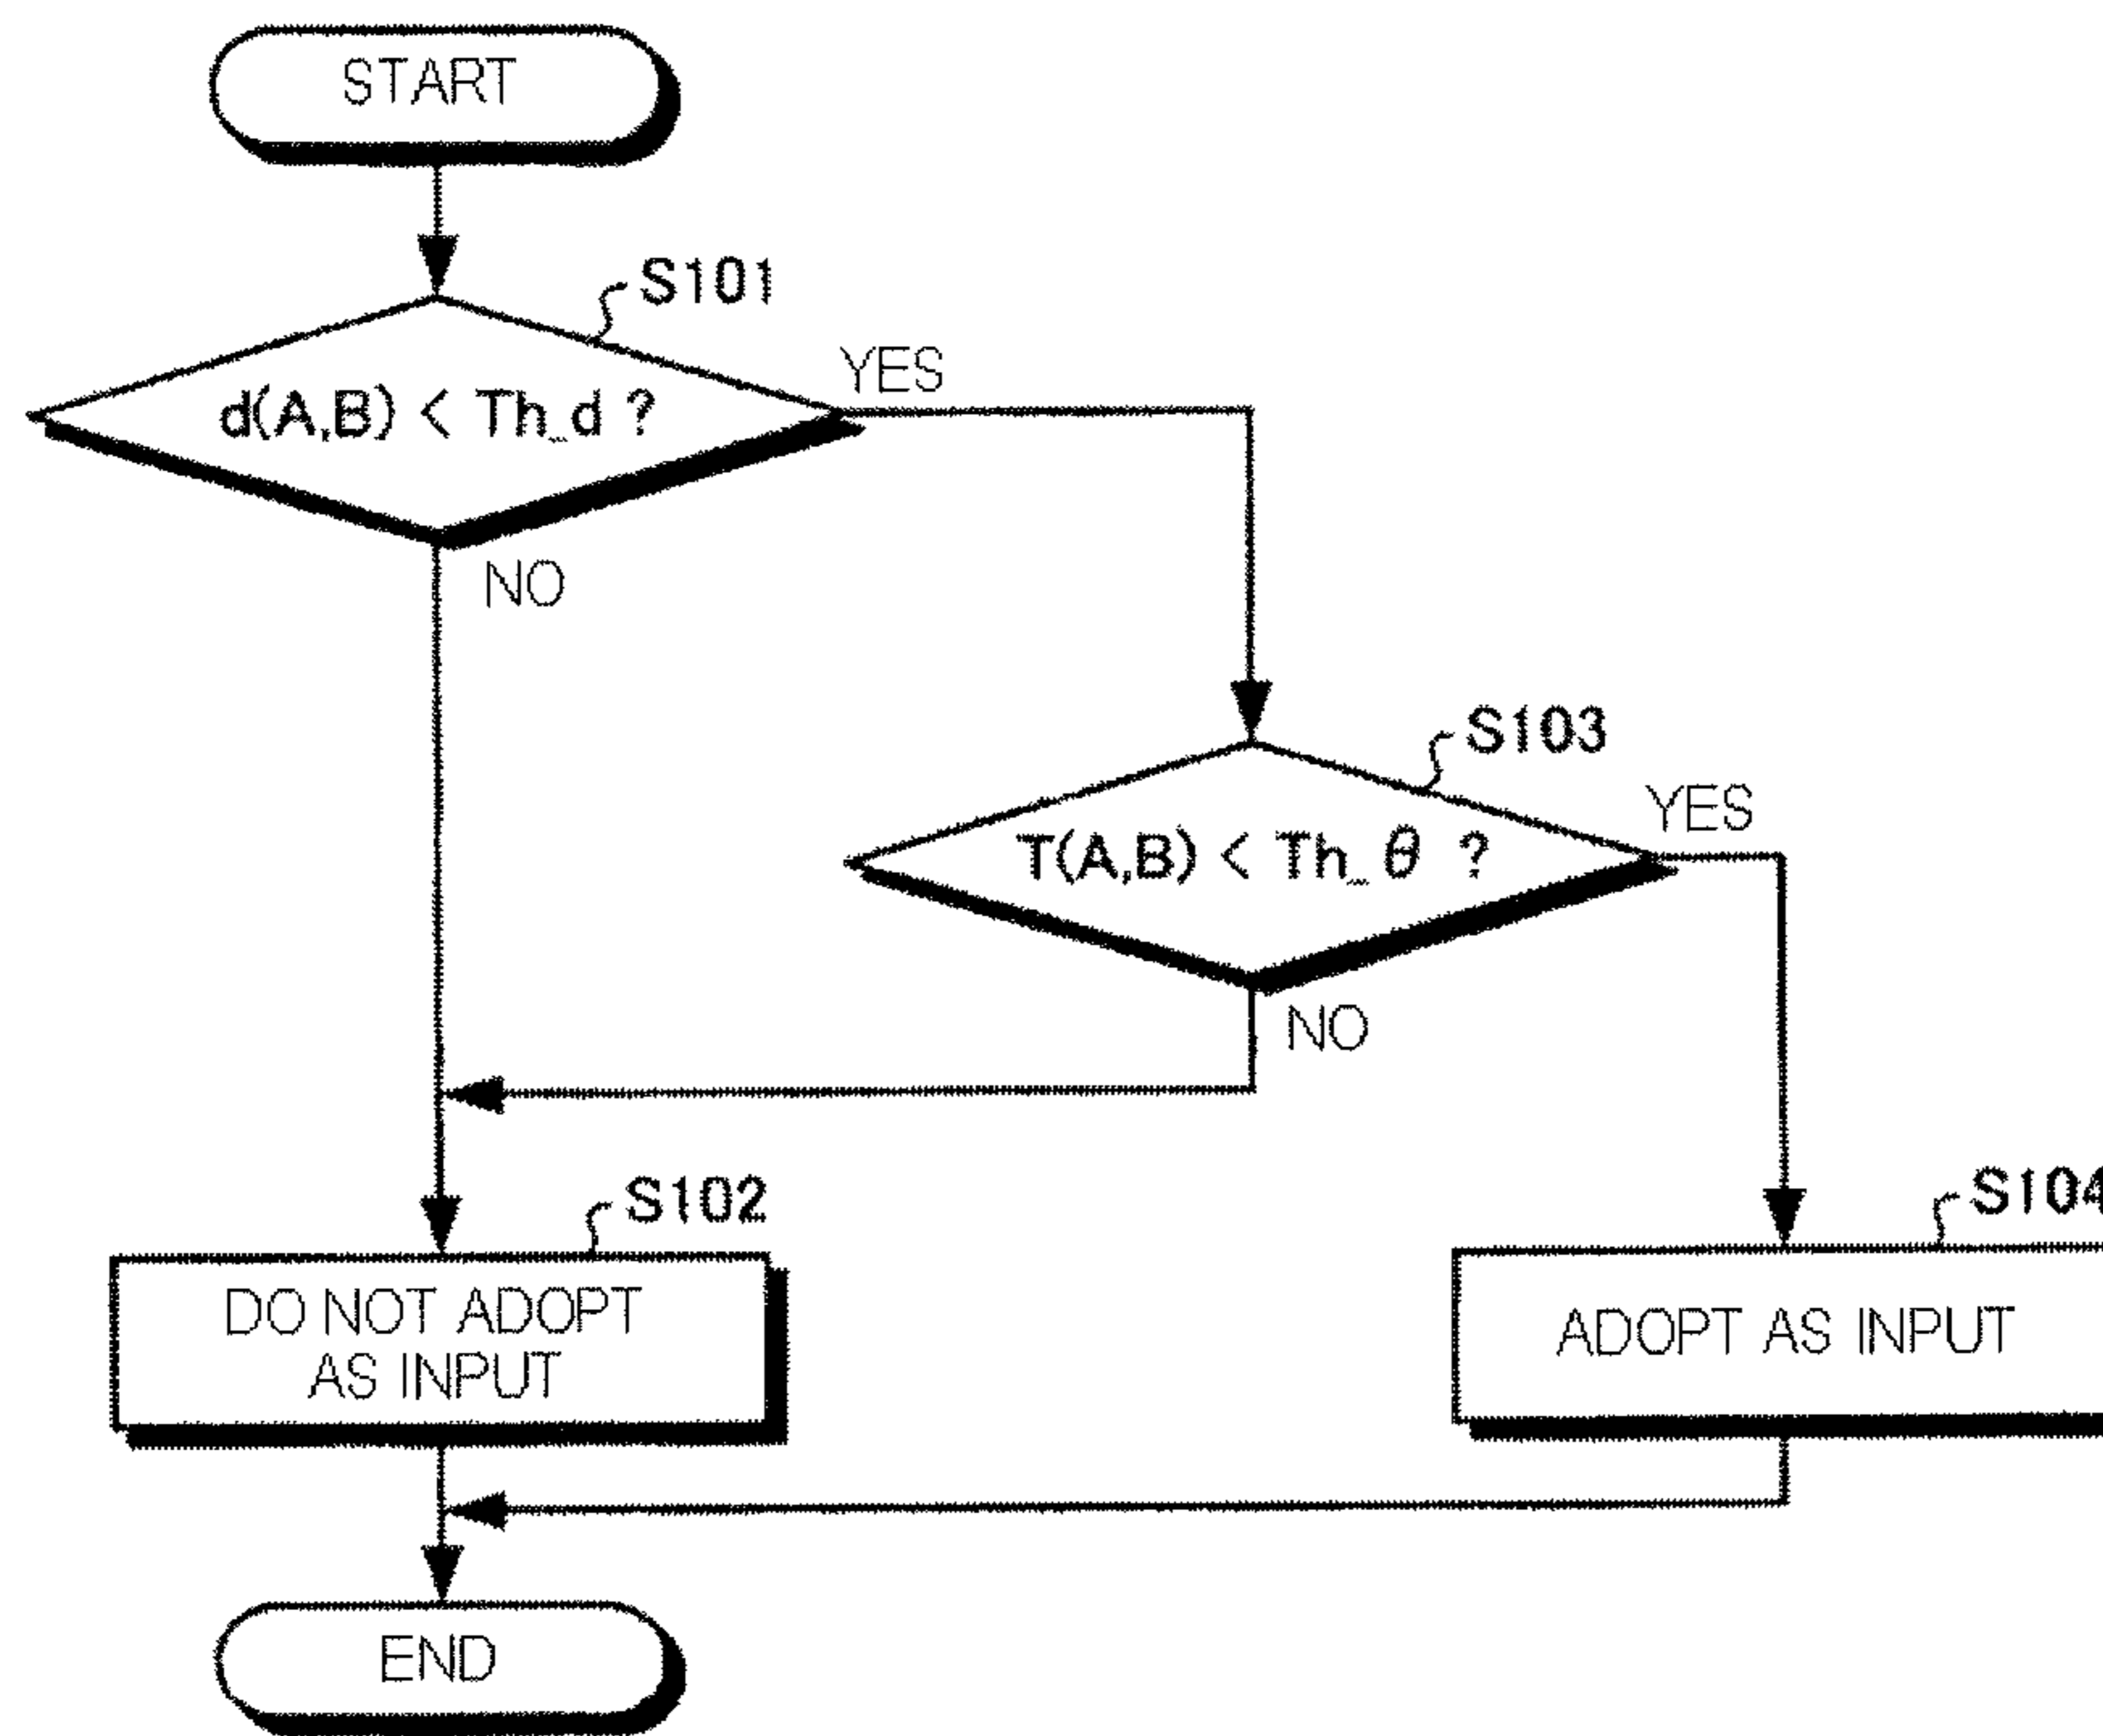 START
S101
d(A,B) < Th_d ?
YES
NO
S103
T(A,B) < Th_θ ?
YES
NO
S102
DO NOT ADOPT
AS INPUT
S104
ADOPT AS INPUT
END